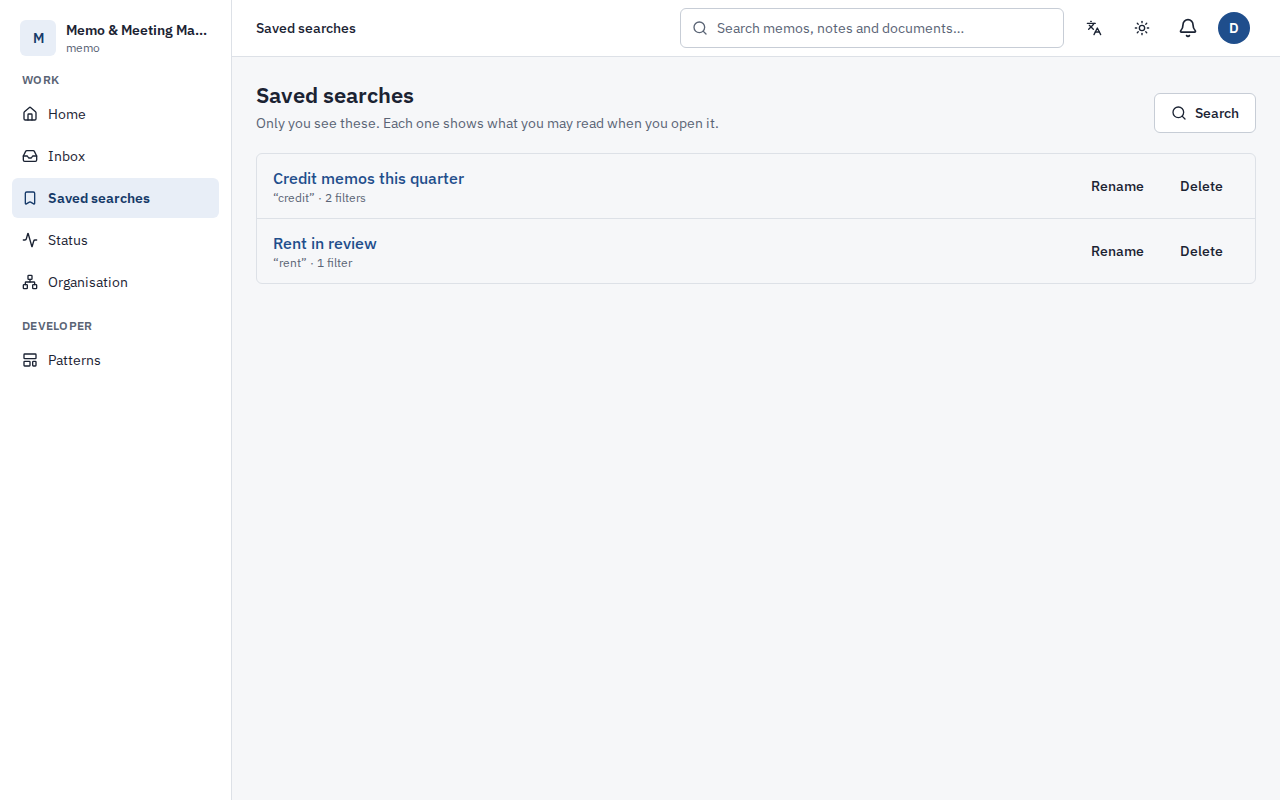 M
Memo & Meeting Ma...
memo
WORK
Home
Inbox
Saved searches
Status
Organisation
DEVELOPER
Patterns
Saved searches
Search memos, notes and documents...
D
Saved searches
Only you see these. Each one shows what you may read when you open it.
Search
Credit memos this quarter
“credit” · 2 filters
Rename
Delete
Rent in review
“rent” · 1 filter
Rename
Delete